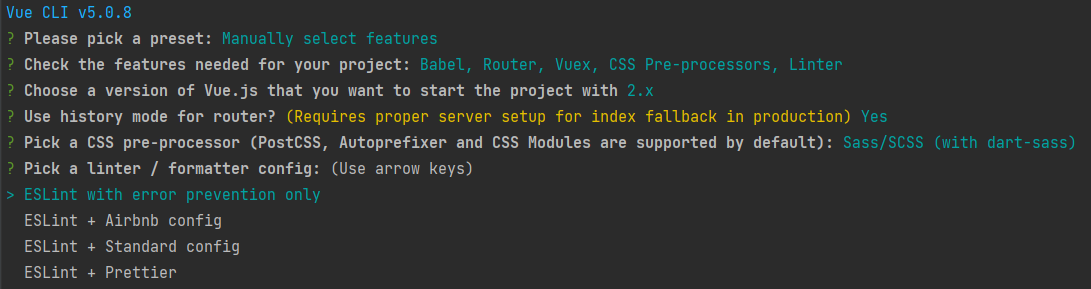 Vue CLI v5.0.8
? Please pick a preset: Manually select features
? Check the features needed for your project: Babel, Router, Vuex, CSS Pre-processors, Linter
? Choose a version of Vue.js that you want to start the project with 2.x
? Use history mode for router? (Requires proper server setup for index fallback in production) Yes
? Pick a CSS pre-processor (PostCSS, Autoprefixer and CSS Modules are supported by default): Sass/SCSS (with dart-sass)
? Pick a linter / formatter config: (Use arrow keys)
> ESLint with error prevention only
ESLint + Airbnb config
ESLint + Standard config
ESLint + Prettier